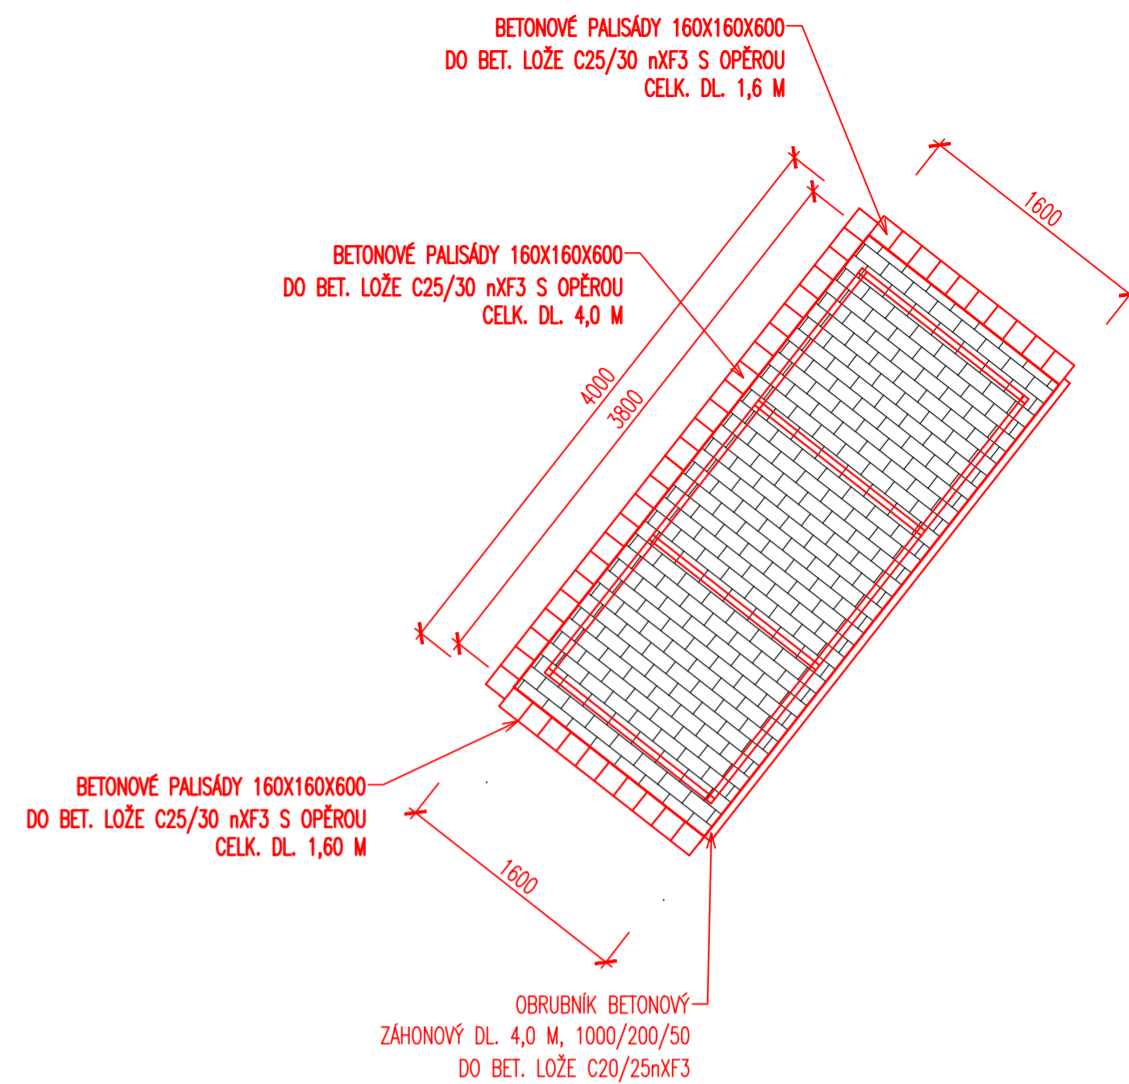 BETONOVÉ PALISÁDY 160X160X600
DO BET. LOŽE C25/30 nXF3 S OPĚROU
CELK. DL. 1,6 M
1600
BETONOVÉ PALISÁDY 160X160X600
DO BET. LOŽE C25/30 nXF3 S OPĚROU
CELK. DL. 4,0 M
4000
3800
BETONOVÉ PALISÁDY 160X160X600
DO BET. LOŽE C25/30 nXF3 S OPĚROU
CELK. DL. 1,60 M
1600
OBRUBNÍK BETONOVÝ
ZÁHONOVÝ DL. 4,0 M, 1000/200/50
DO BET. LOŽE C20/25nXF3